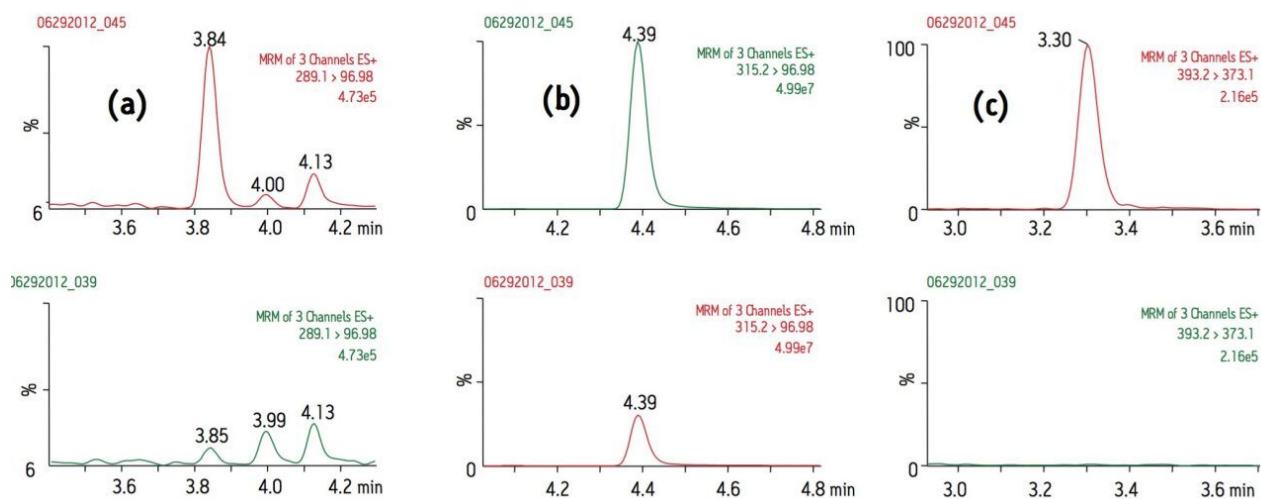 06292012_045
3.84
MRM of 3 Channels ES+
289.1 > 96.98
4.73e5
(a)
4.00
4.13
%
6
3.6 3.8 4.0 4.2 min
06292012_045
4.39
MRM of 3 Channels ES+
315.2 > 96.98
4.99e7
(b)
%
0
4.2 4.4 4.6 4.8 min
06292012_045
100
3.30
MRM of 3 Channels ES+
393.2 > 373.1
2.16e5
(c)
%
0
3.0 3.2 3.4 3.6 min
06292012_039
MRM of 3 Channels ES+
289.1 > 96.98
4.73e5
%
3.85
3.99
4.13
6
3.6 3.8 4.0 4.2 min
06292012_039
MRM of 3 Channels ES+
315.2 > 96.98
4.99e7
%
4.39
0
4.2 4.4 4.6 4.8 min
06292012_039
100
MRM of 3 Channels ES+
393.2 > 373.1
2.16e5
%
0
3.0 3.2 3.4 3.6 min